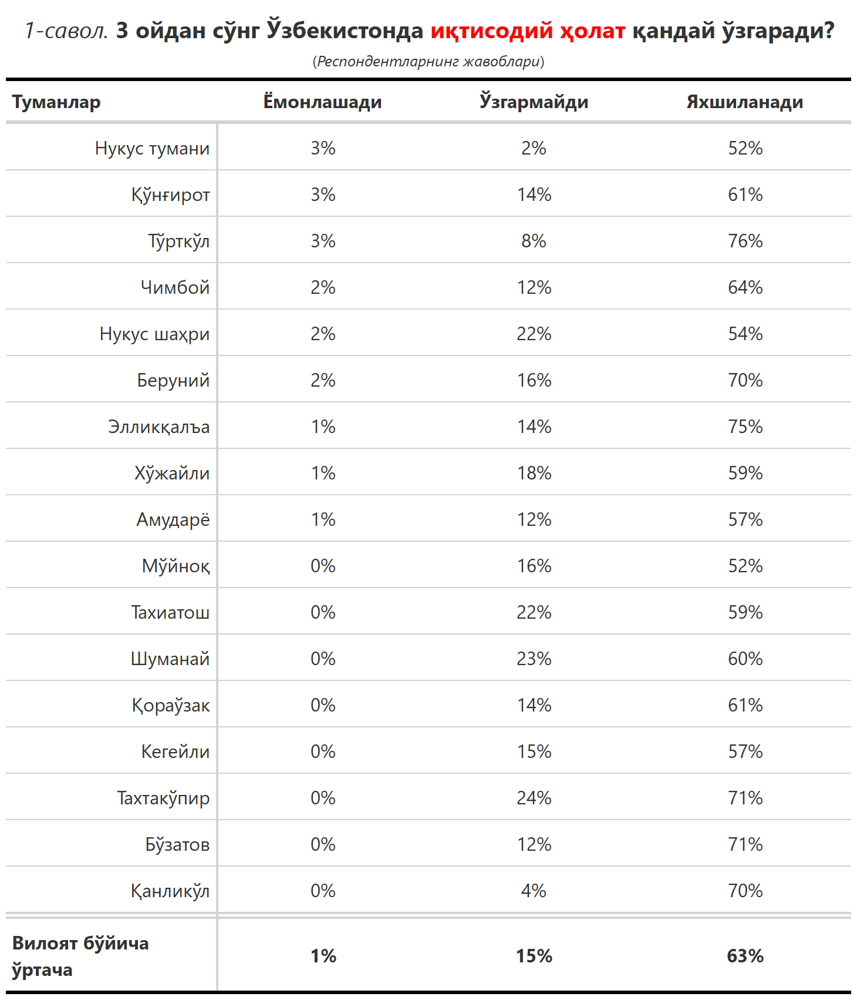 1-савол. 3 ойдан сўнг Ўзбекистонда иқтисодий ҳолат қандай ўзгаради?
(Респондентларнинг жавоблари)
Туманлар Ёмонлашади Ўзгармайди Яхшиланади
Нукус тумани 3% 2% 52%
Қўнғирот 3% 14% 61%
Тўрткўл 3% 8% 76%
Чимбой 2% 12% 64%
Нукус шаҳри 2% 22% 54%
Беруний 2% 16% 70%
Элликқалъа 1% 14% 75%
Хўжайли 1% 18% 59%
Амударё 1% 12% 57%
Мўйноқ 0% 16% 52%
Тахиатош 0% 22% 59%
Шуманай 0% 23% 60%
Қораўзак 0% 14% 61%
Кегейли 0% 15% 57%
Тахтакўпир 0% 24% 71%
Бўзатов 0% 12% 71%
Қанликўл 0% 4% 70%
Вилоят бўйича
ўртача 1% 15% 63%